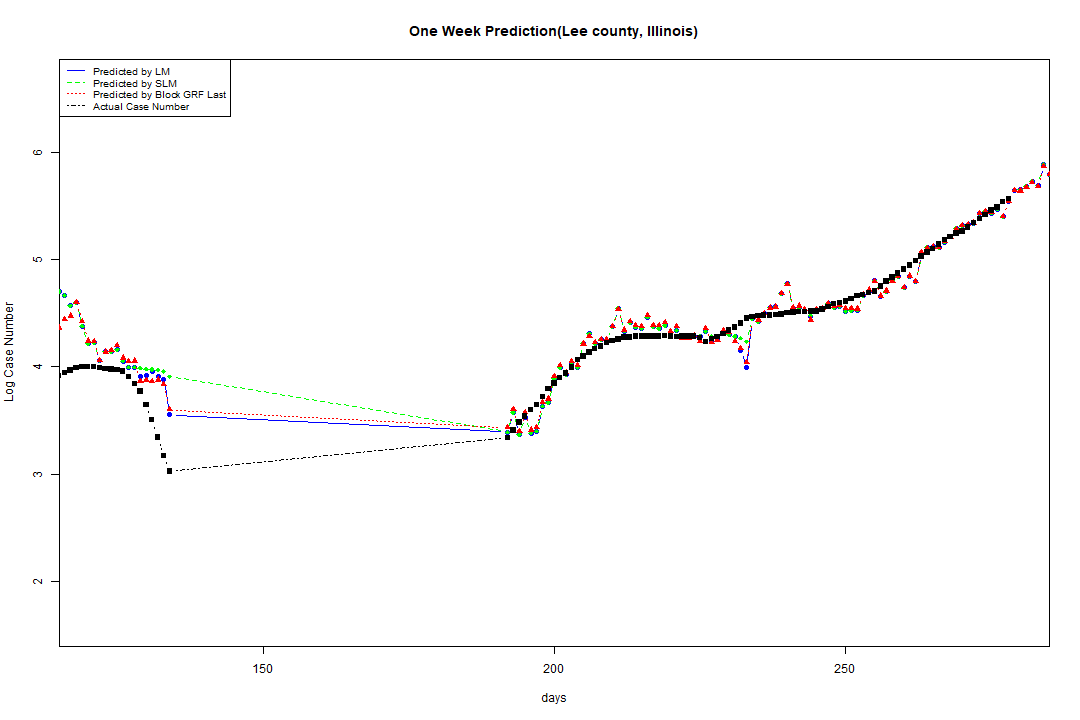 One Week Prediction(Lee county, Illinois)
Predicted by LM
Predicted by SLM
Predicted by Block GRF Last
Actual Case Number
6
5
4
3
2
Log Case Number
150 200 250
days